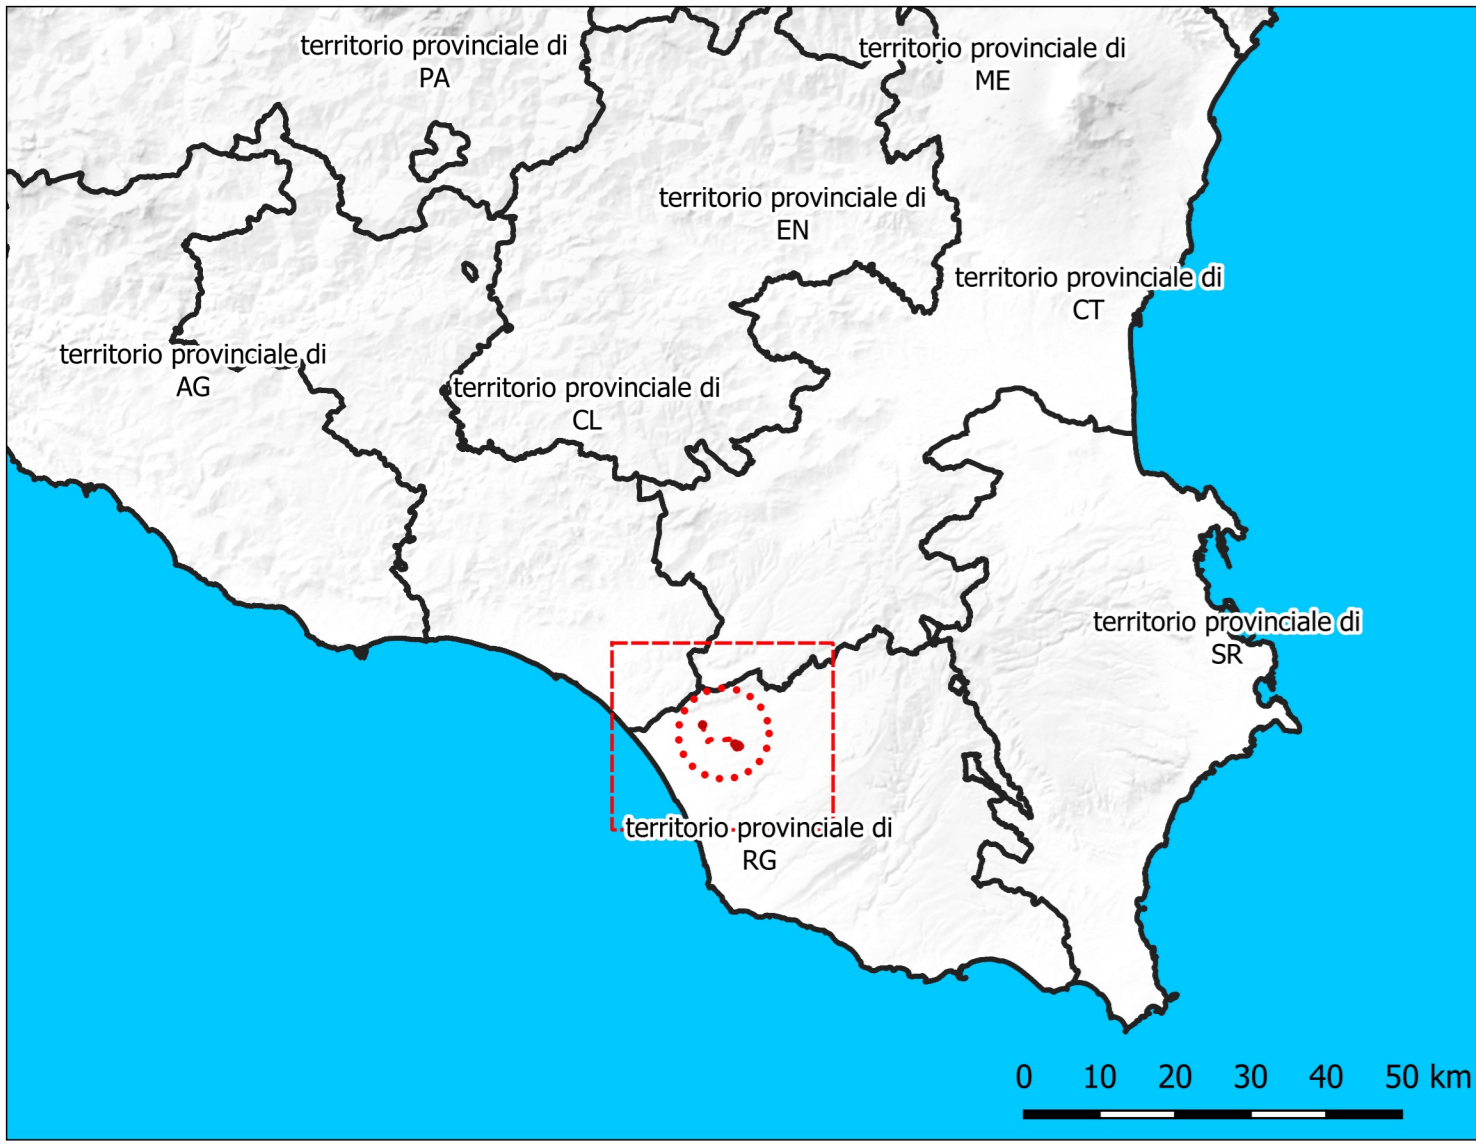 territorio provinciale di
PA
territorio provinciale di
ME
territorio provinciale di
EN
territorio provinciale di
CT
territorio provinciale di
AG
territorio provinciale di
CL
territorio provinciale di
SR
territorio provinciale di
RG
0 10 20 30 40 50 km